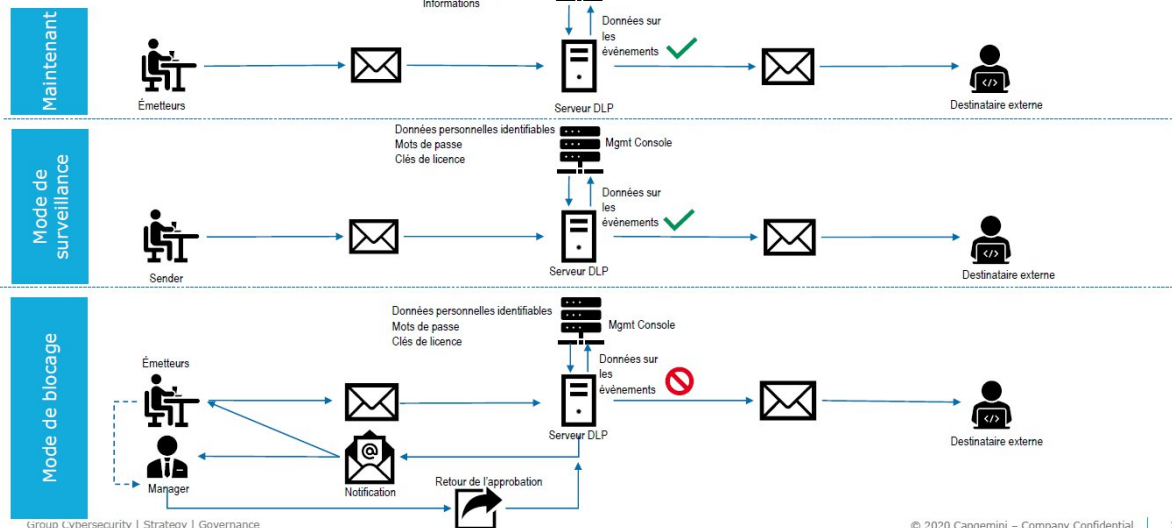 Informations
Maintenant
Données sur
les
événements
Émetteurs
Serveur DLP
Destinataire externe
Mode de
surveillance
Données personnelles identifiables
Mots de passe
Clés de licence
Mgmt Console
Données sur
les
événements
Sender
Serveur DLP
Destinataire externe
Mode de blocage
Données personnelles identifiables
Mots de passe
Clés de licence
Mgmt Console
Émetteurs
Données sur
les
événements
Serveur DLP
Destinataire externe
Manager
Notification
Retour de l'approbation
Group Cybersecurity | Strategy | Governance
© 2020 Capgemini – Company Confidential